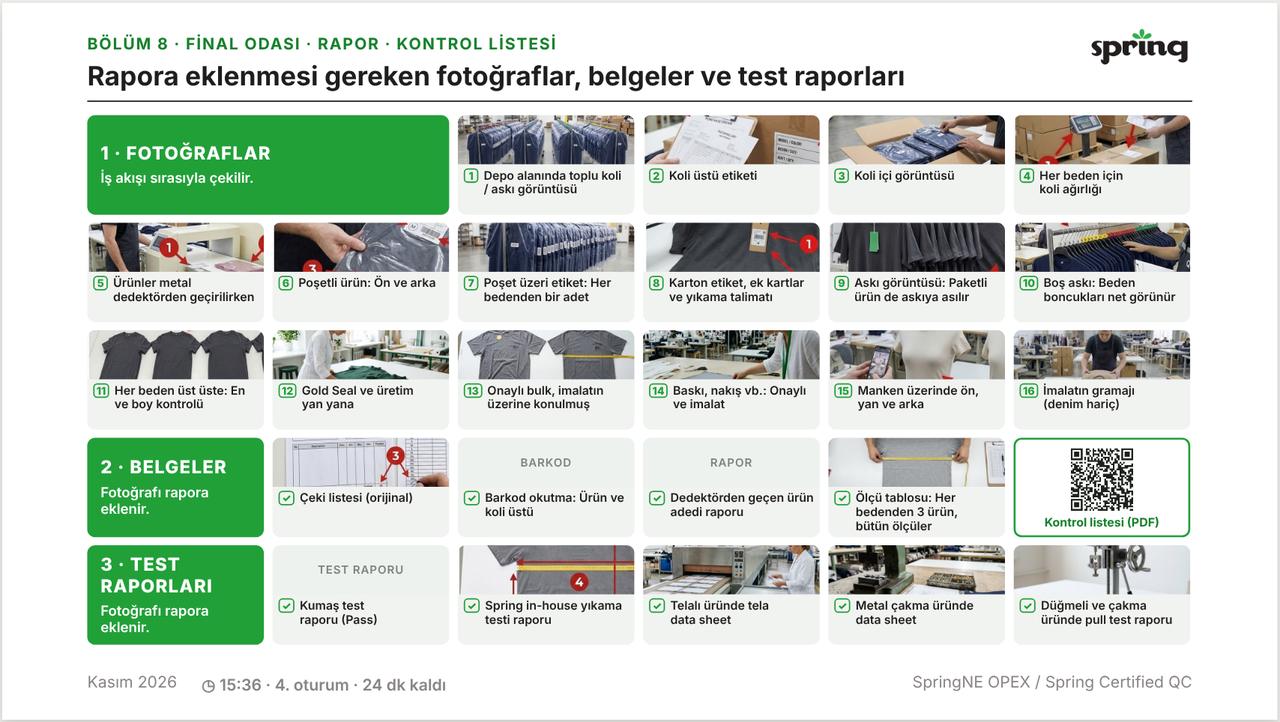 BÖLÜM 8 · FİNAL ODASI · RAPOR · KONTROL LİSTESİ
spring
Rapora eklenmesi gereken fotoğraflar, belgeler ve test raporları
1 · FOTOĞRAFLAR
İş akışı sırasıyla çekilir.
1 Depo alanında toplu koli
/ askı görüntüsü
2 Koli üstü etiketi
3 Koli içi görüntüsü
1
4 Her beden için
koli ağırlığı
1
5 Ürünler metal
dedektörden geçirilirken
3
6 Poşetli ürün: Ön ve arka
7 Poşet üzeri etiket: Her
bedenden bir adet
1
8 Karton etiket, ek kartlar
ve yıkama talimatı
9 Askı görüntüsü: Paketli
ürün de askıya asılır
10 Boş askı: Beden
boncukları net görünür
11 Her beden üst üste: En
ve boy kontrolü
12 Gold Seal ve üretim
yan yana
13 Onaylı bulk, imalatın
üzerine konulmuş
14 Baskı, nakış vb.: Onaylı
ve imalat
15 Manken üzerinde ön,
yan ve arka
16 İmalatın gramajı
(denim hariç)
2 · BELGELER
Fotoğrafı rapora
eklenir.
3
Çeki listesi (orijinal)
BARKOD
Barkod okutma: Ürün ve
koli üstü
RAPOR
Dedektörden geçen ürün
adedi raporu
Ölçü tablosu: Her
bedenden 3 ürün,
bütün ölçüler
Kontrol listesi (PDF)
3 · TEST
RAPORLARI
Fotoğrafı rapora
eklenir.
TEST RAPORU
Kumaş test
raporu (Pass)
4
Spring in-house yıkama
testi raporu
Telalı üründe tela
data sheet
Metal çakma üründe
data sheet
Düğmeli ve çakma
üründe pull test raporu
Kasım 2026
15:36 · 4. oturum · 24 dk kaldı
SpringNE OPEX / Spring Certified QC